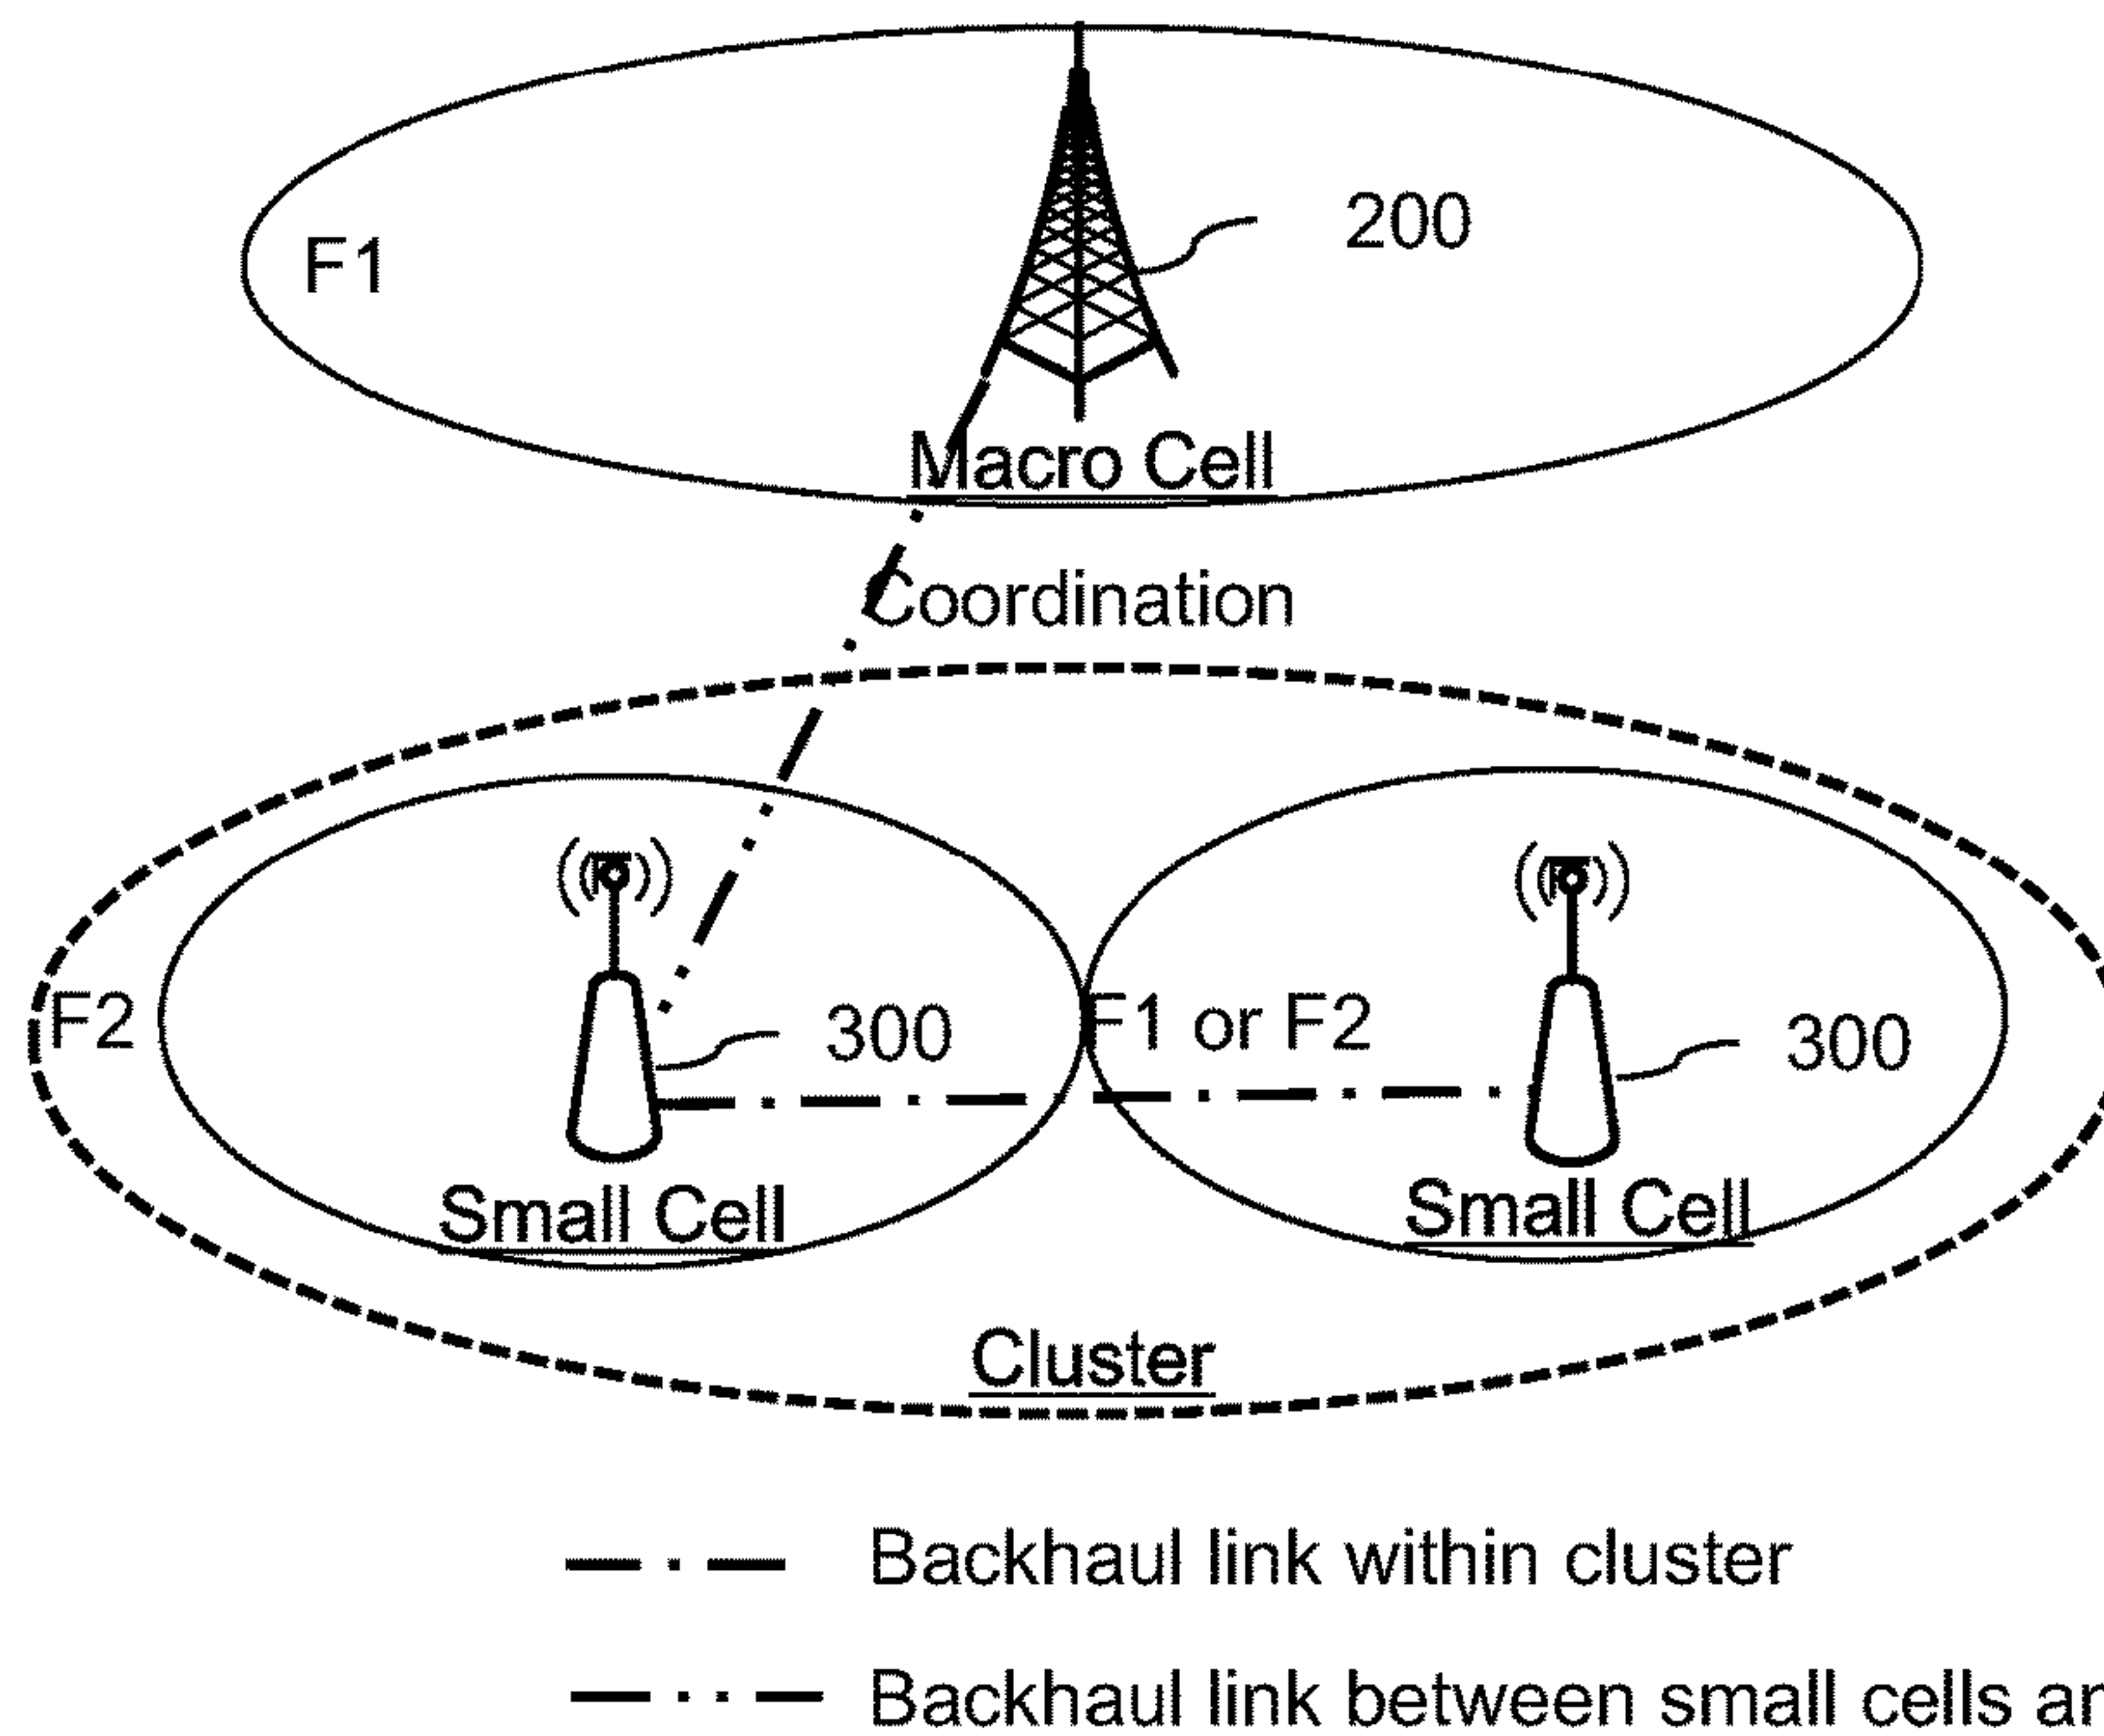 200
F1
Macro Cell
Coordination
F2
300
F1 or F2
300
Small Cell
Small Cell
Cluster
Backhaul link within cluster
Backhaul link between small cells